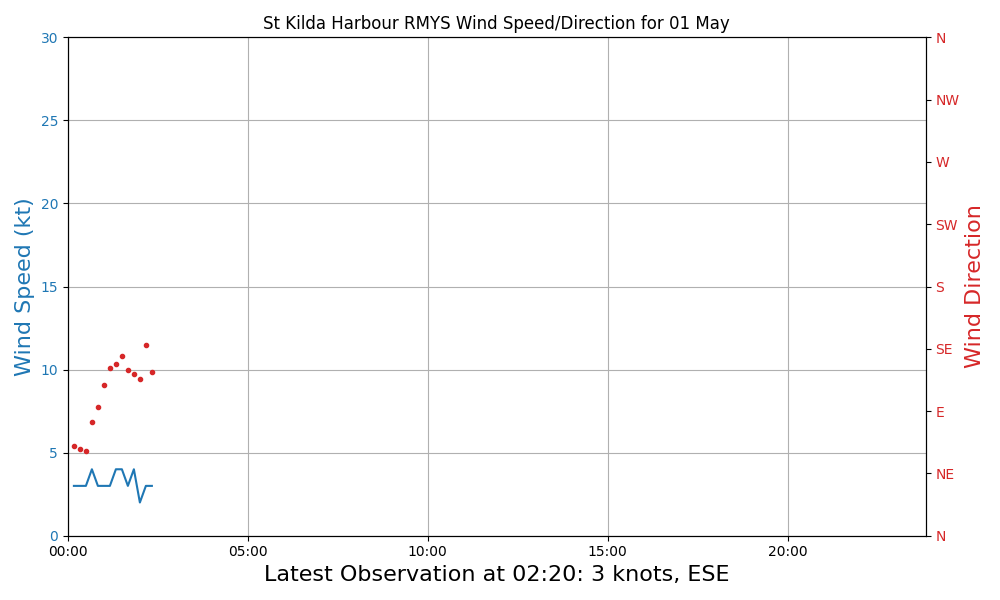 St Kilda Harbour RMYS Wind Speed/Direction for 01 May
30
25
20
15
10
5
0
Wind Speed (kt)
N
NW
W
SW
S
SE
E
NE
N
Wind Direction
00:00
05:00
10:00
15:00
20:00
Latest Observation at 02:20: 3 knots, ESE